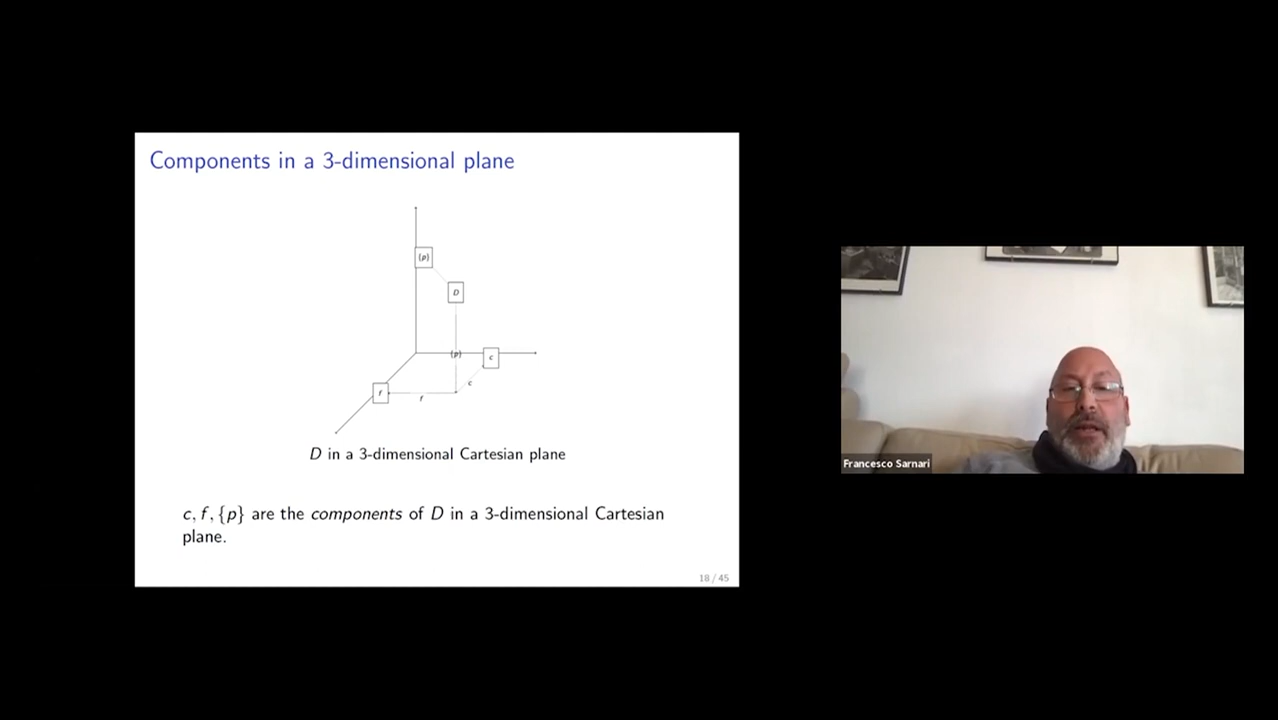 Components in a 3-dimensional plane
{p}
D
{p}
c
c
f
f
D in a 3-dimensional Cartesian plane
c, f, {p} are the components of D in a 3-dimensional Cartesian
plane.
18 / 45
Francesco Sarnari